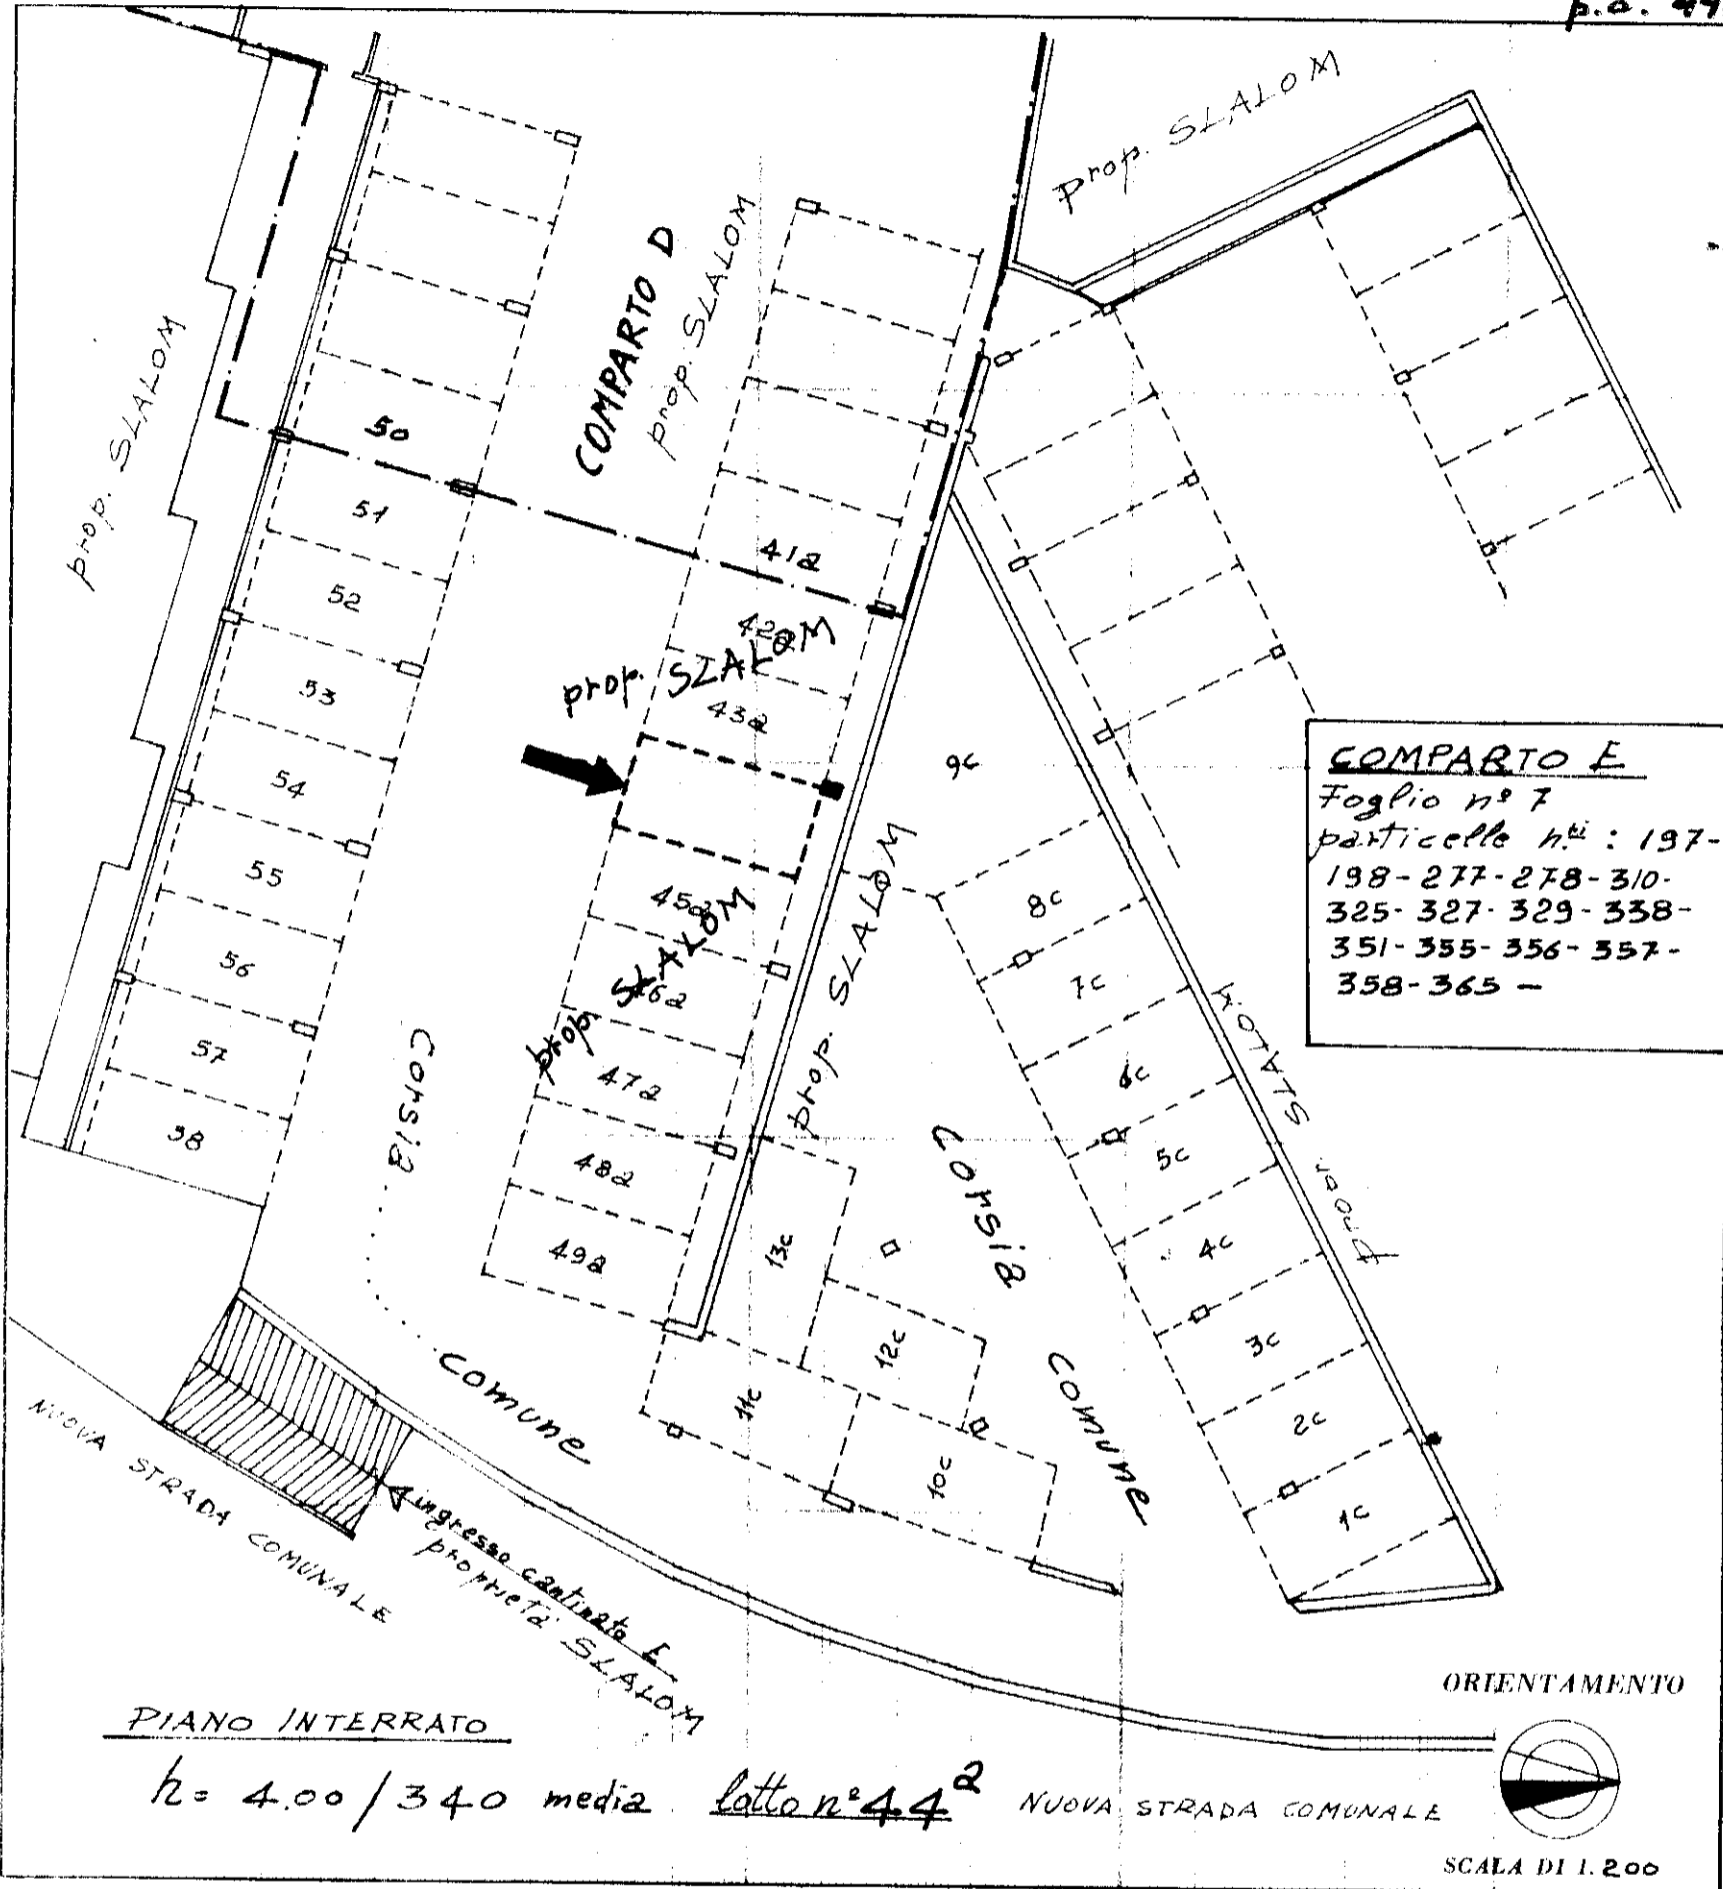 p.a. 44
prop. SLALOM
COMPARTO D
prop. SLALOM
prop. SLALOM
50
51
52
53
54
55
56
57
58
41a
42a
prop. SLALOM
43a
45a
46a
prop. SLALOM
47a
48a
49a
prop. SLALOM
9c
8c
7c
6c
5c
4c
3c
2c
1c
13c
12c
11c
10c
prop. SLALOM
COMPARTO E
Foglio nº 7
particelle n.ti : 197-
198-277-278-310-
325-327-329-338-
351-355-356-357-
358-365 —
Corsia
Comune
Corsia
Comune
NUOVA STRADA COMUNALE
ingresso cantinato E
proprietà SLALOM
PIANO INTERRATO
h= 4.00/340 media lotto nº 44a
NUOVA STRADA COMUNALE
ORIENTAMENTO
SCALA DI 1.200